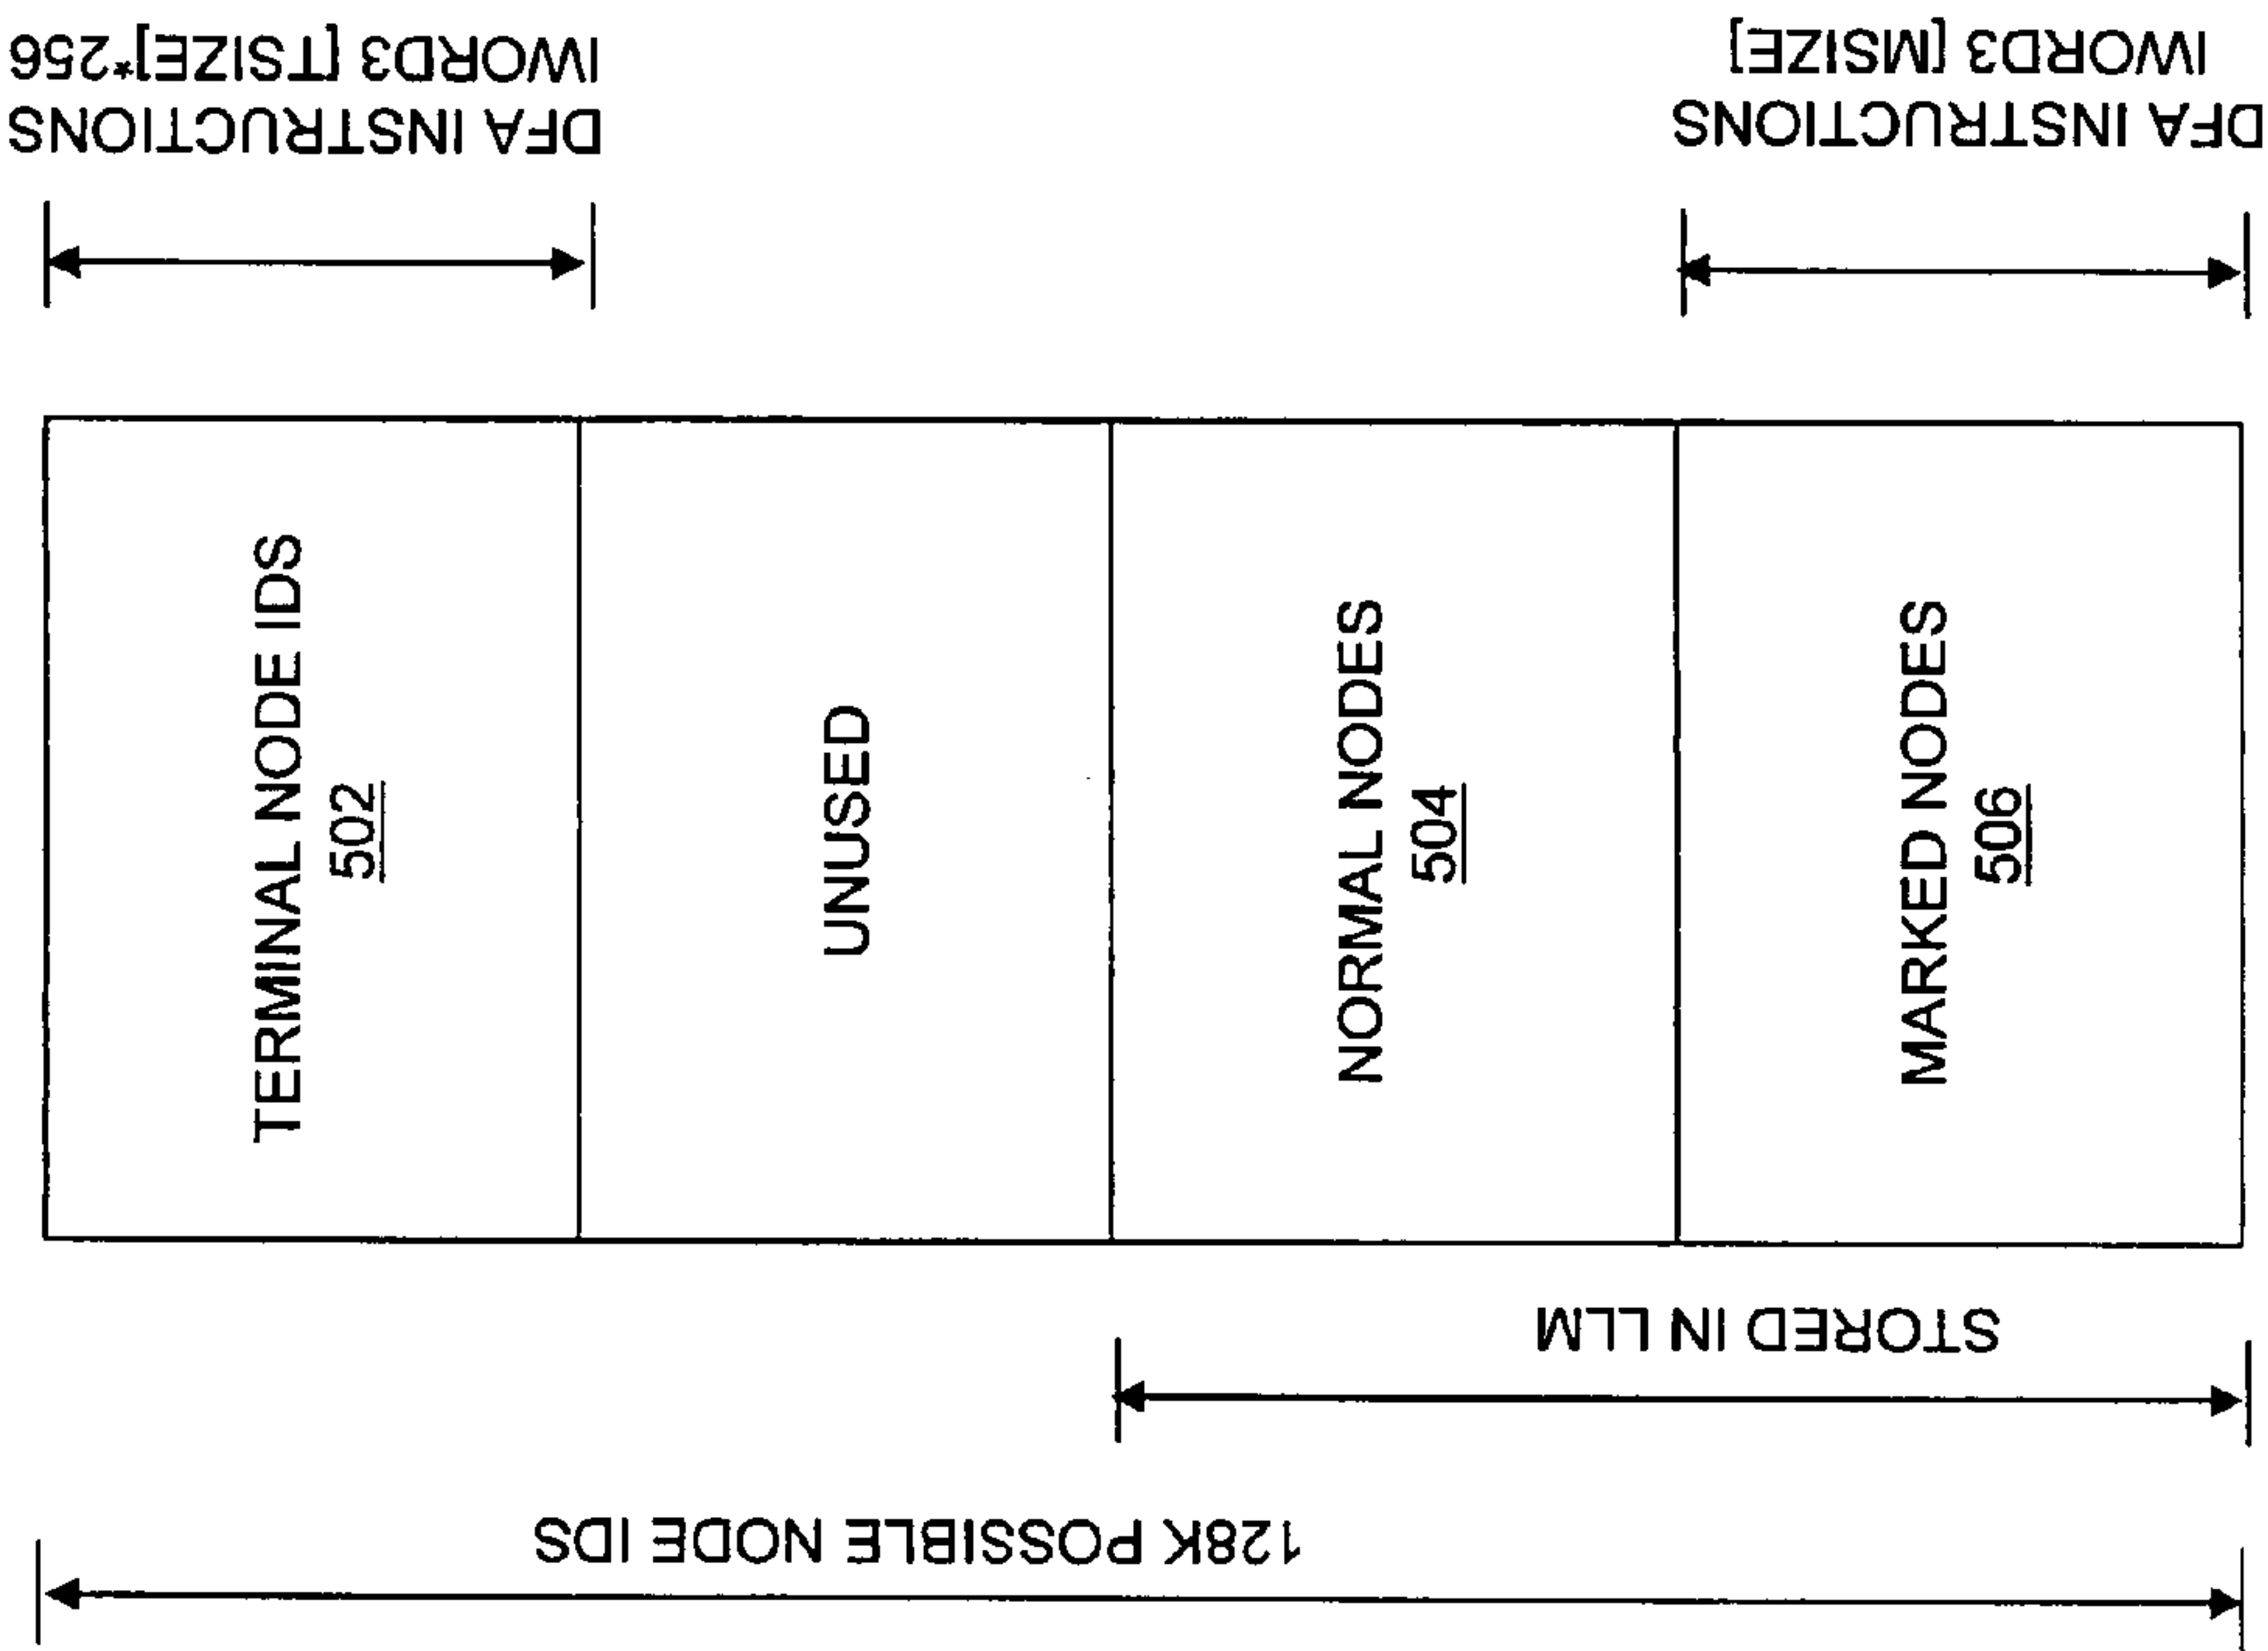 128K POSSIBLE NODE IDS
STORED IN LLM
TERMINAL NODE IDS
502
UNUSED
NORMAL NODES
504
MARKED NODES
506
DFA INSTRUCTIONS
IWORD3 [TSIZE]*256
DFA INSTRUCTIONS
IWORD3 [MSIZE]